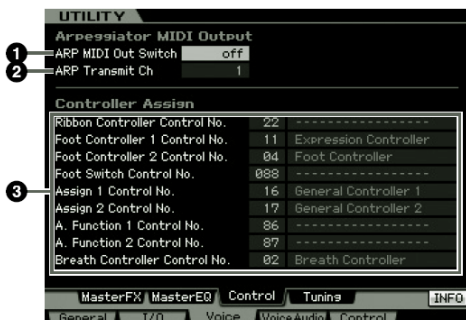 UTILITY
Arpeggiator MIDI Output
1 ARP MIDI Out Switch off
2 ARP Transmit Ch 1
Controller Assign
Ribbon Controller Control No. 22 -----------------
Foot Controller 1 Control No. 11 Expression Controller
Foot Controller 2 Control No. 04 Foot Controller
Foot Switch Control No. 088 -----------------
3 Assign 1 Control No. 16 General Controller 1
Assign 2 Control No. 17 General Controller 2
A. Function 1 Control No. 86 -----------------
A. Function 2 Control No. 87 -----------------
Breath Controller Control No. 02 Breath Controller
MasterFX MasterEQ Control Tuning INFO
General I/O Voice VoiceAudio Control